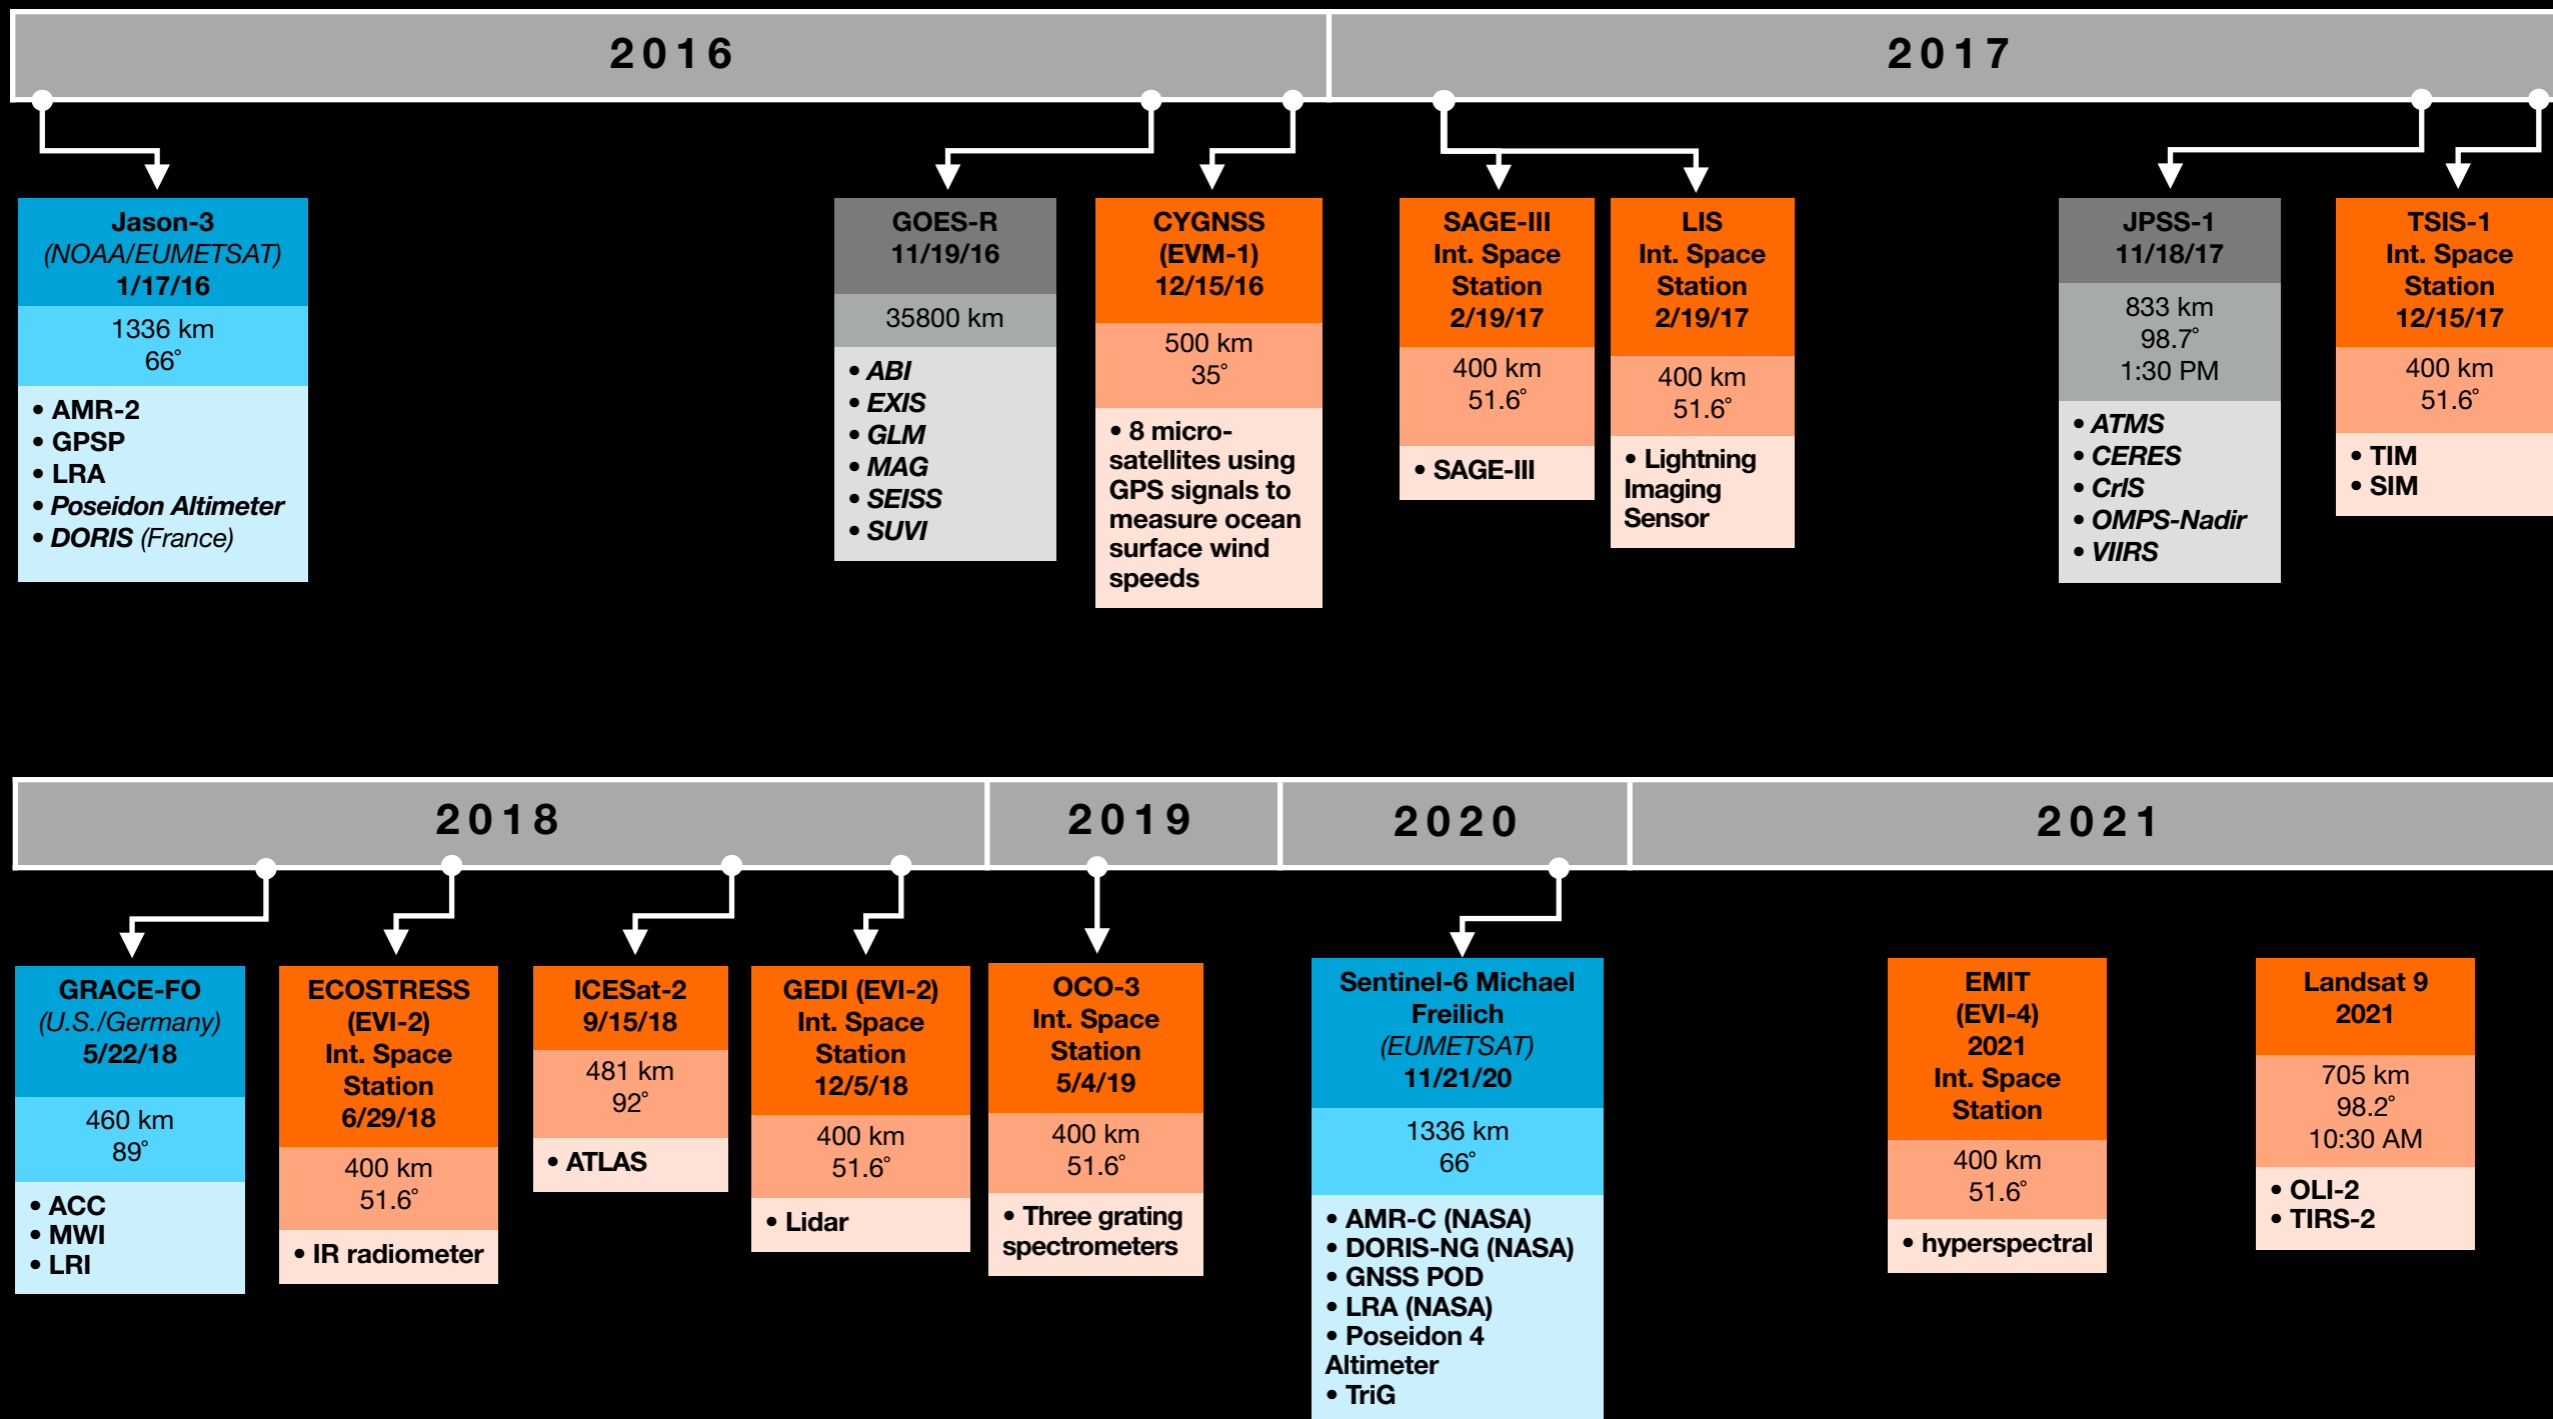 2016
2017
Jason-3
(NOAA/EUMETSAT)
1/17/16
1336 km
66°
• AMR-2
• GPSP
• LRA
• Poseidon Altimeter
• DORIS (France)
GOES-R
11/19/16
35800 km
• ABI
• EXIS
• GLM
• MAG
• SEISS
• SUVI
CYGNSS
(EVM-1)
12/15/16
500 km
35°
• 8 micro-
satellites using
GPS signals to
measure ocean
surface wind
speeds
SAGE-III
Int. Space
Station
2/19/17
400 km
51.6°
• SAGE-III
LIS
Int. Space
Station
2/19/17
400 km
51.6°
• Lightning
Imaging
Sensor
JPSS-1
11/18/17
833 km
98.7°
1:30 PM
• ATMS
• CERES
• CrIS
• OMPS-Nadir
• VIIRS
TSIS-1
Int. Space
Station
12/15/17
400 km
51.6°
• TIM
• SIM
2018
2019
2020
2021
GRACE-FO
(U.S./Germany)
5/22/18
460 km
89°
• ACC
• MWI
• LRI
ECOSTRESS
(EVI-2)
Int. Space
Station
6/29/18
400 km
51.6°
• IR radiometer
ICESat-2
9/15/18
481 km
92°
• ATLAS
GEDI (EVI-2)
Int. Space
Station
12/5/18
400 km
51.6°
• Lidar
OCO-3
Int. Space
Station
5/4/19
400 km
51.6°
• Three grating
spectrometers
Sentinel-6 Michael
Freilich
(EUMETSAT)
11/21/20
1336 km
66°
• AMR-C (NASA)
• DORIS-NG (NASA)
• GNSS POD
• LRA (NASA)
• Poseidon 4
Altimeter
• TriG
EMIT
(EVI-4)
2021
Int. Space
Station
400 km
51.6°
• hyperspectral
Landsat 9
2021
705 km
98.2°
10:30 AM
• OLI-2
• TIRS-2